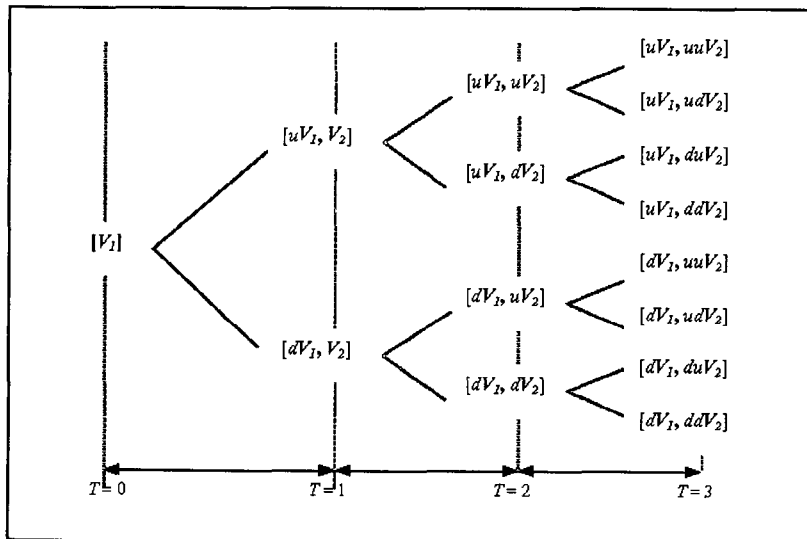 [V₁]
[uV₁, V₂]
[dV₁, V₂]
[uV₁, uV₂]
[uV₁, dV₂]
[dV₁, uV₂]
[dV₁, dV₂]
[uV₁, uuV₂]
[uV₁, udV₂]
[uV₁, duV₂]
[uV₁, ddV₂]
[dV₁, uuV₂]
[dV₁, udV₂]
[dV₁, duV₂]
[dV₁, ddV₂]
T = 0 T = 1 T = 2 T = 3